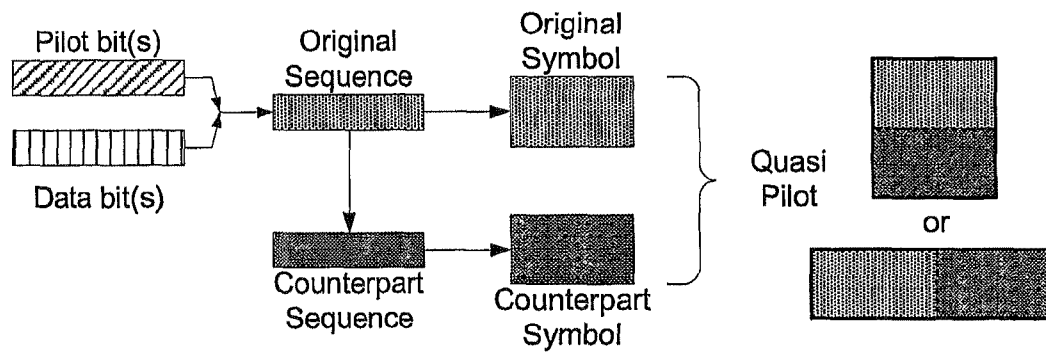 Pilot bit(s)
Data bit(s)
Original
Sequence
Original
Symbol
Counterpart
Sequence
Counterpart
Symbol
Quasi
Pilot
or